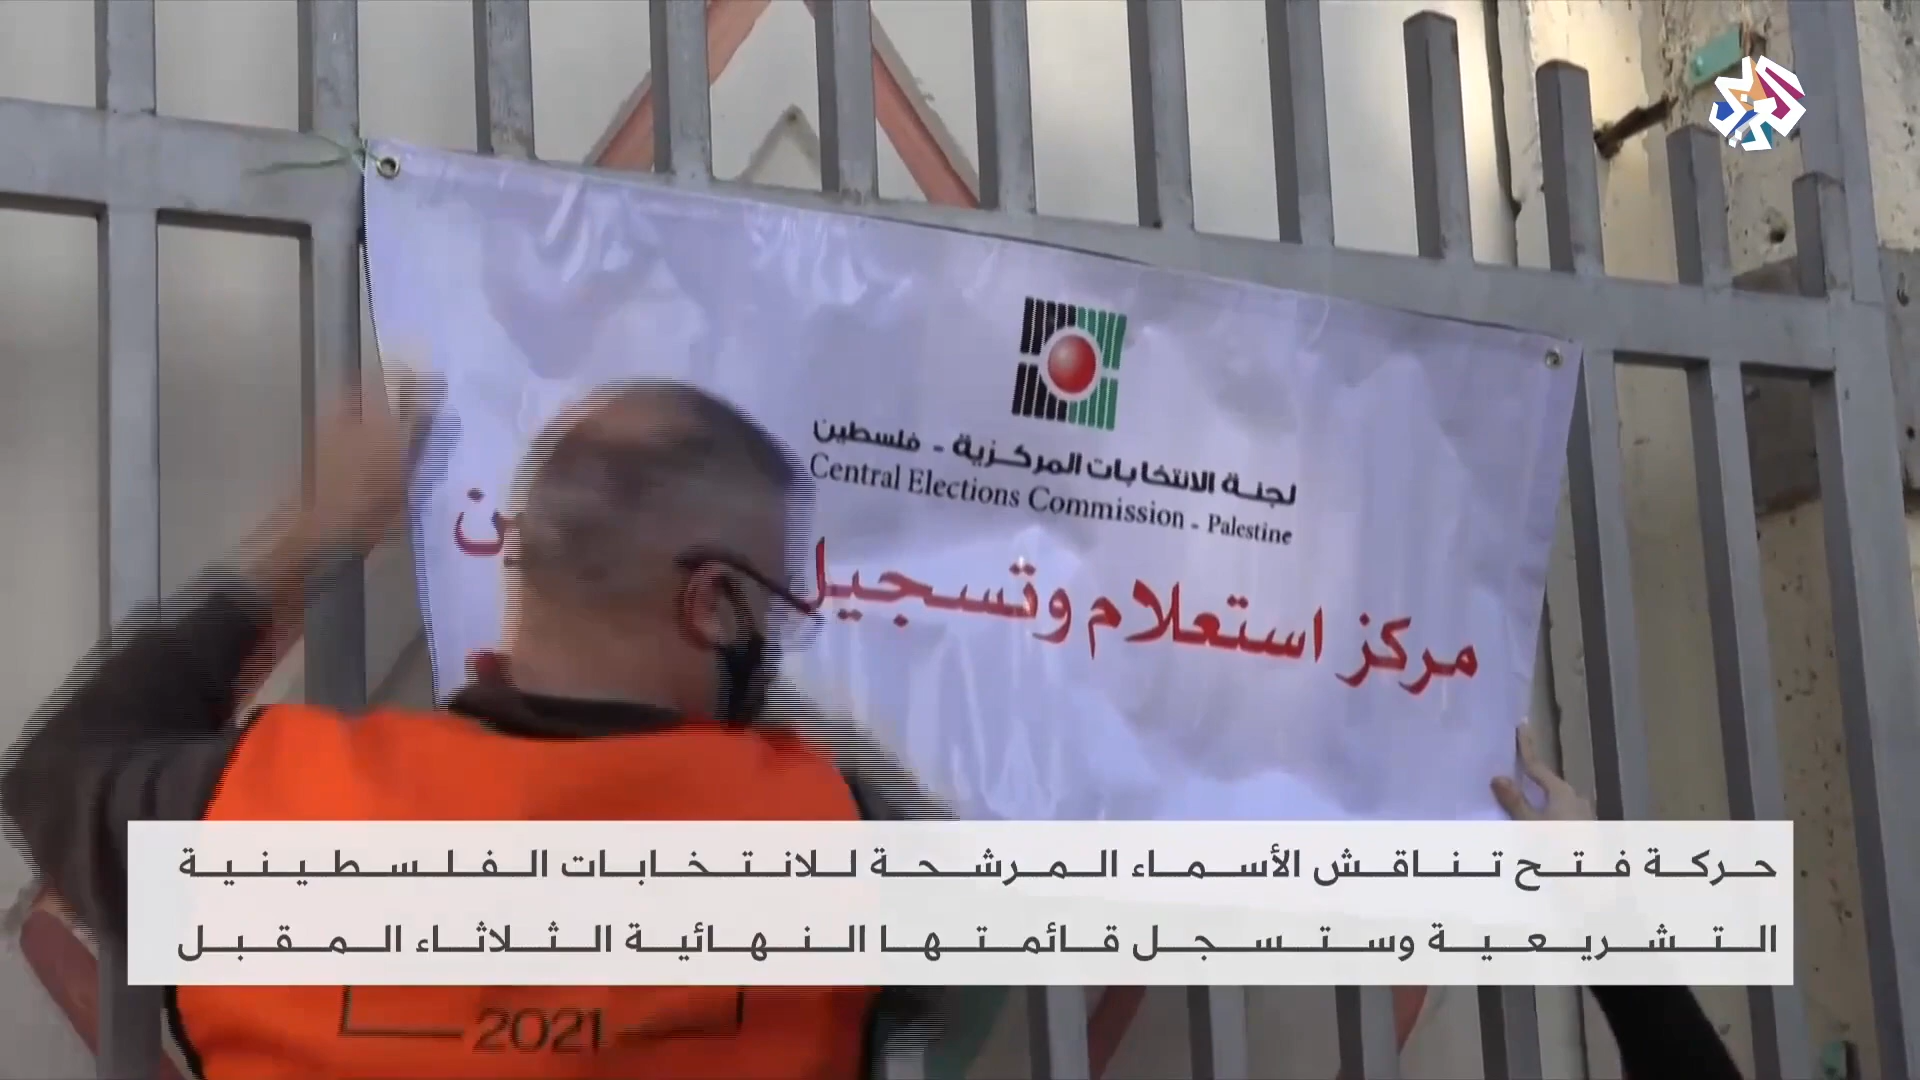 العربي
لجنة الانتخابات المركزية - فلسطين
Central Elections Commission - Palestine
مركز استعلام وتسجيل
حركة فتح تناقش الأسماء المرشحة للانتخابات الفلسطينية
التشريعية وستسجل قائمتها النهائية الثلاثاء المقبل
2021